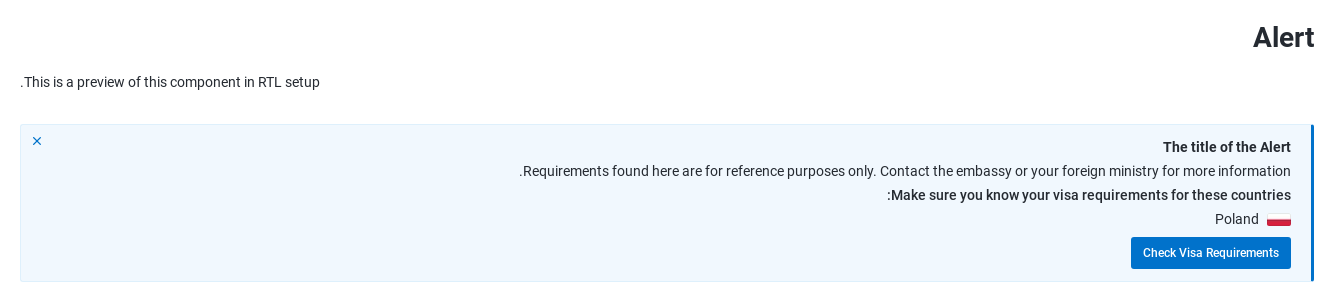 Alert
.This is a preview of this component in RTL setup
The title of the Alert
.Requirements found here are for reference purposes only. Contact the embassy or your foreign ministry for more information
:Make sure you know your visa requirements for these countries
Poland
Check Visa Requirements